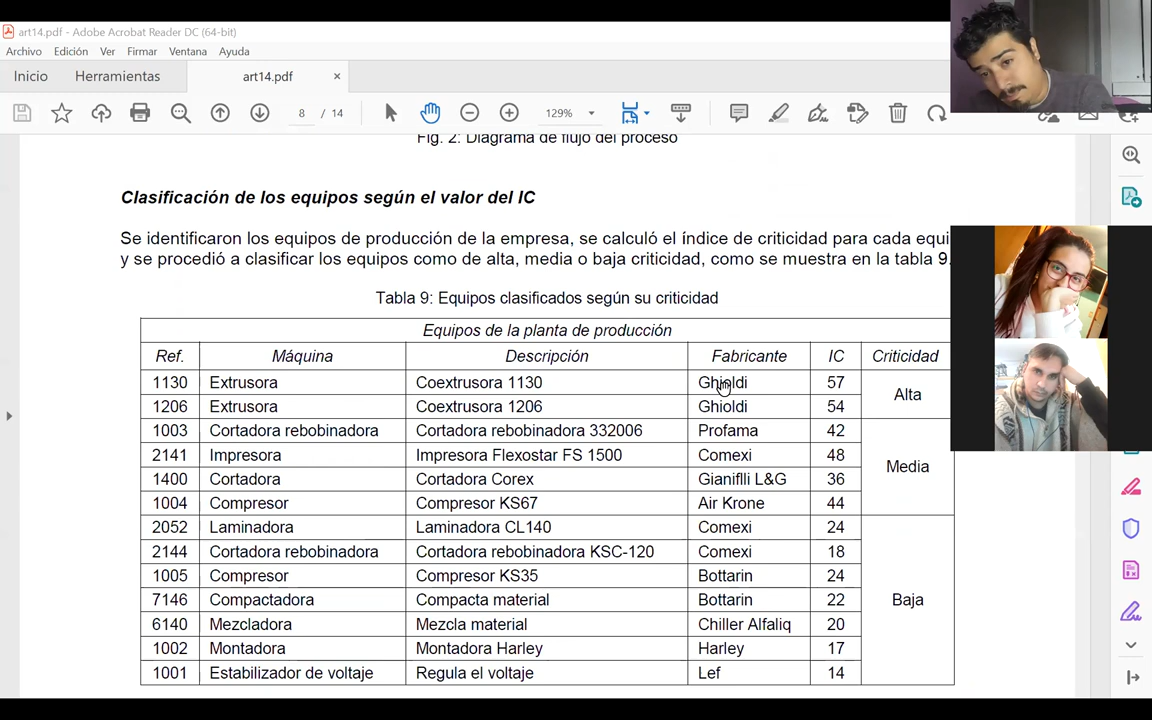 art14.pdf - Adobe Acrobat Reader DC (64-bit)
Archivo Edición Ver Firmar Ventana Ayuda
Inicio Herramientas art14.pdf ×
8 / 14 129%
Fig. 2: Diagrama de flujo del proceso
Clasificación de los equipos según el valor del IC
Se identificaron los equipos de producción de la empresa, se calculó el índice de criticidad para cada equi
y se procedió a clasificar los equipos como de alta, media o baja criticidad, como se muestra en la tabla 9.
Tabla 9: Equipos clasificados según su criticidad
Equipos de la planta de producción
Ref. Máquina Descripción Fabricante IC Criticidad
1130 Extrusora Coextrusora 1130 Ghioldi 57
Alta
1206 Extrusora Coextrusora 1206 Ghioldi 54
1003 Cortadora rebobinadora Cortadora rebobinadora 332006 Profama 42
2141 Impresora Impresora Flexostar FS 1500 Comexi 48
Media
1400 Cortadora Cortadora Corex Gianiflli L&G 36
1004 Compresor Compresor KS67 Air Krone 44
2052 Laminadora Laminadora CL140 Comexi 24
2144 Cortadora rebobinadora Cortadora rebobinadora KSC-120 Comexi 18
1005 Compresor Compresor KS35 Bottarin 24
7146 Compactadora Compacta material Bottarin 22 Baja
6140 Mezcladora Mezcla material Chiller Alfaliq 20
1002 Montadora Montadora Harley Harley 17
1001 Estabilizador de voltaje Regula el voltaje Lef 14